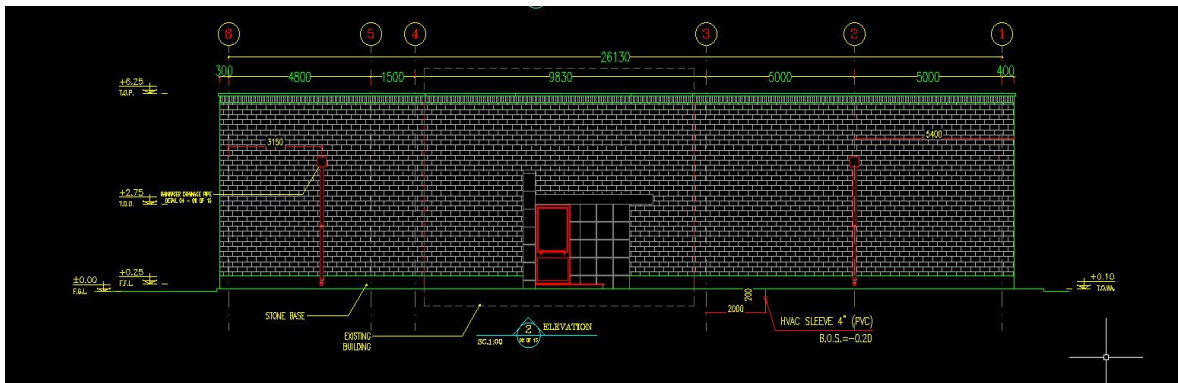 6 5 4 3 2 1
26130
300 4800 1500 9830 5000 5000 400
+6.25
T.O.P.
3150
5400
+2.75
T.O.D.
RAINWATER DRAINAGE PIPE
±0.00
F.G.L.
+0.25
F.F.L.
+0.10
T.O.WA.
STONE BASE
200
2000
EXISTING
BUILDING
2
ELEVATION
SC.1:00
HVAC SLEEVE 4" (PVC)
B.O.S.=-0.20